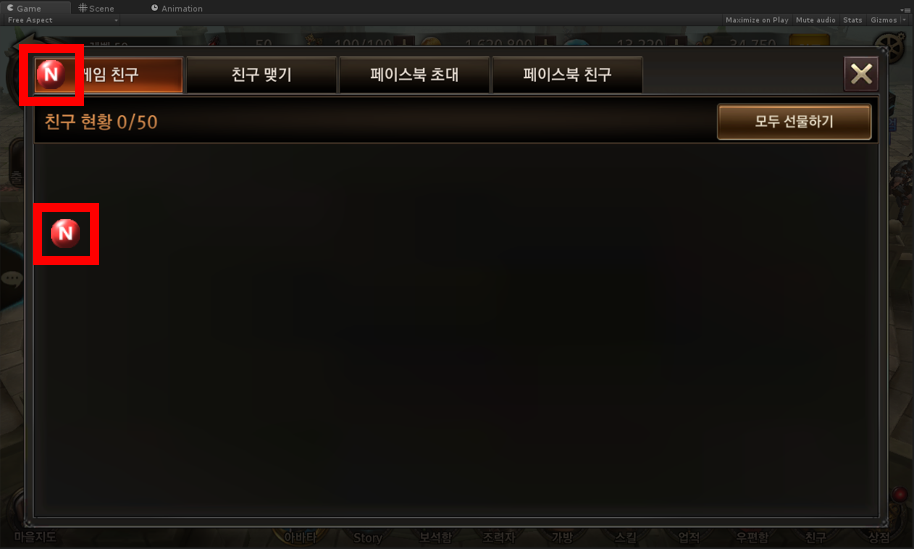 Game Scene Animation
Free Aspect Maximize on Play Mute audio Stats Gizmos
50 100/100 1,620,800 13,220 34,750
N 게임 친구 친구 맺기 페이스북 초대 페이스북 친구
친구 현황 0/50 모두 선물하기
N
마을지도 아바타 Story 보석함 조력자 가방 스킬 업적 우편함 친구 상점